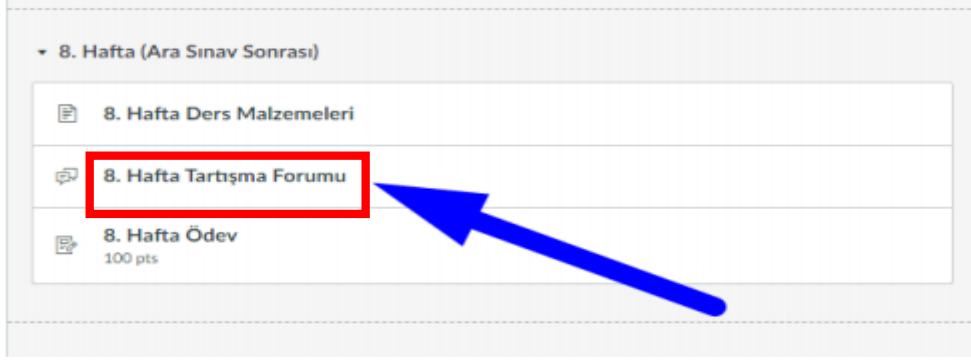 8. Hafta (Ara Sınav Sonrası)
8. Hafta Ders Malzemeleri
8. Hafta Tartışma Forumu
8. Hafta Ödev
100 pts